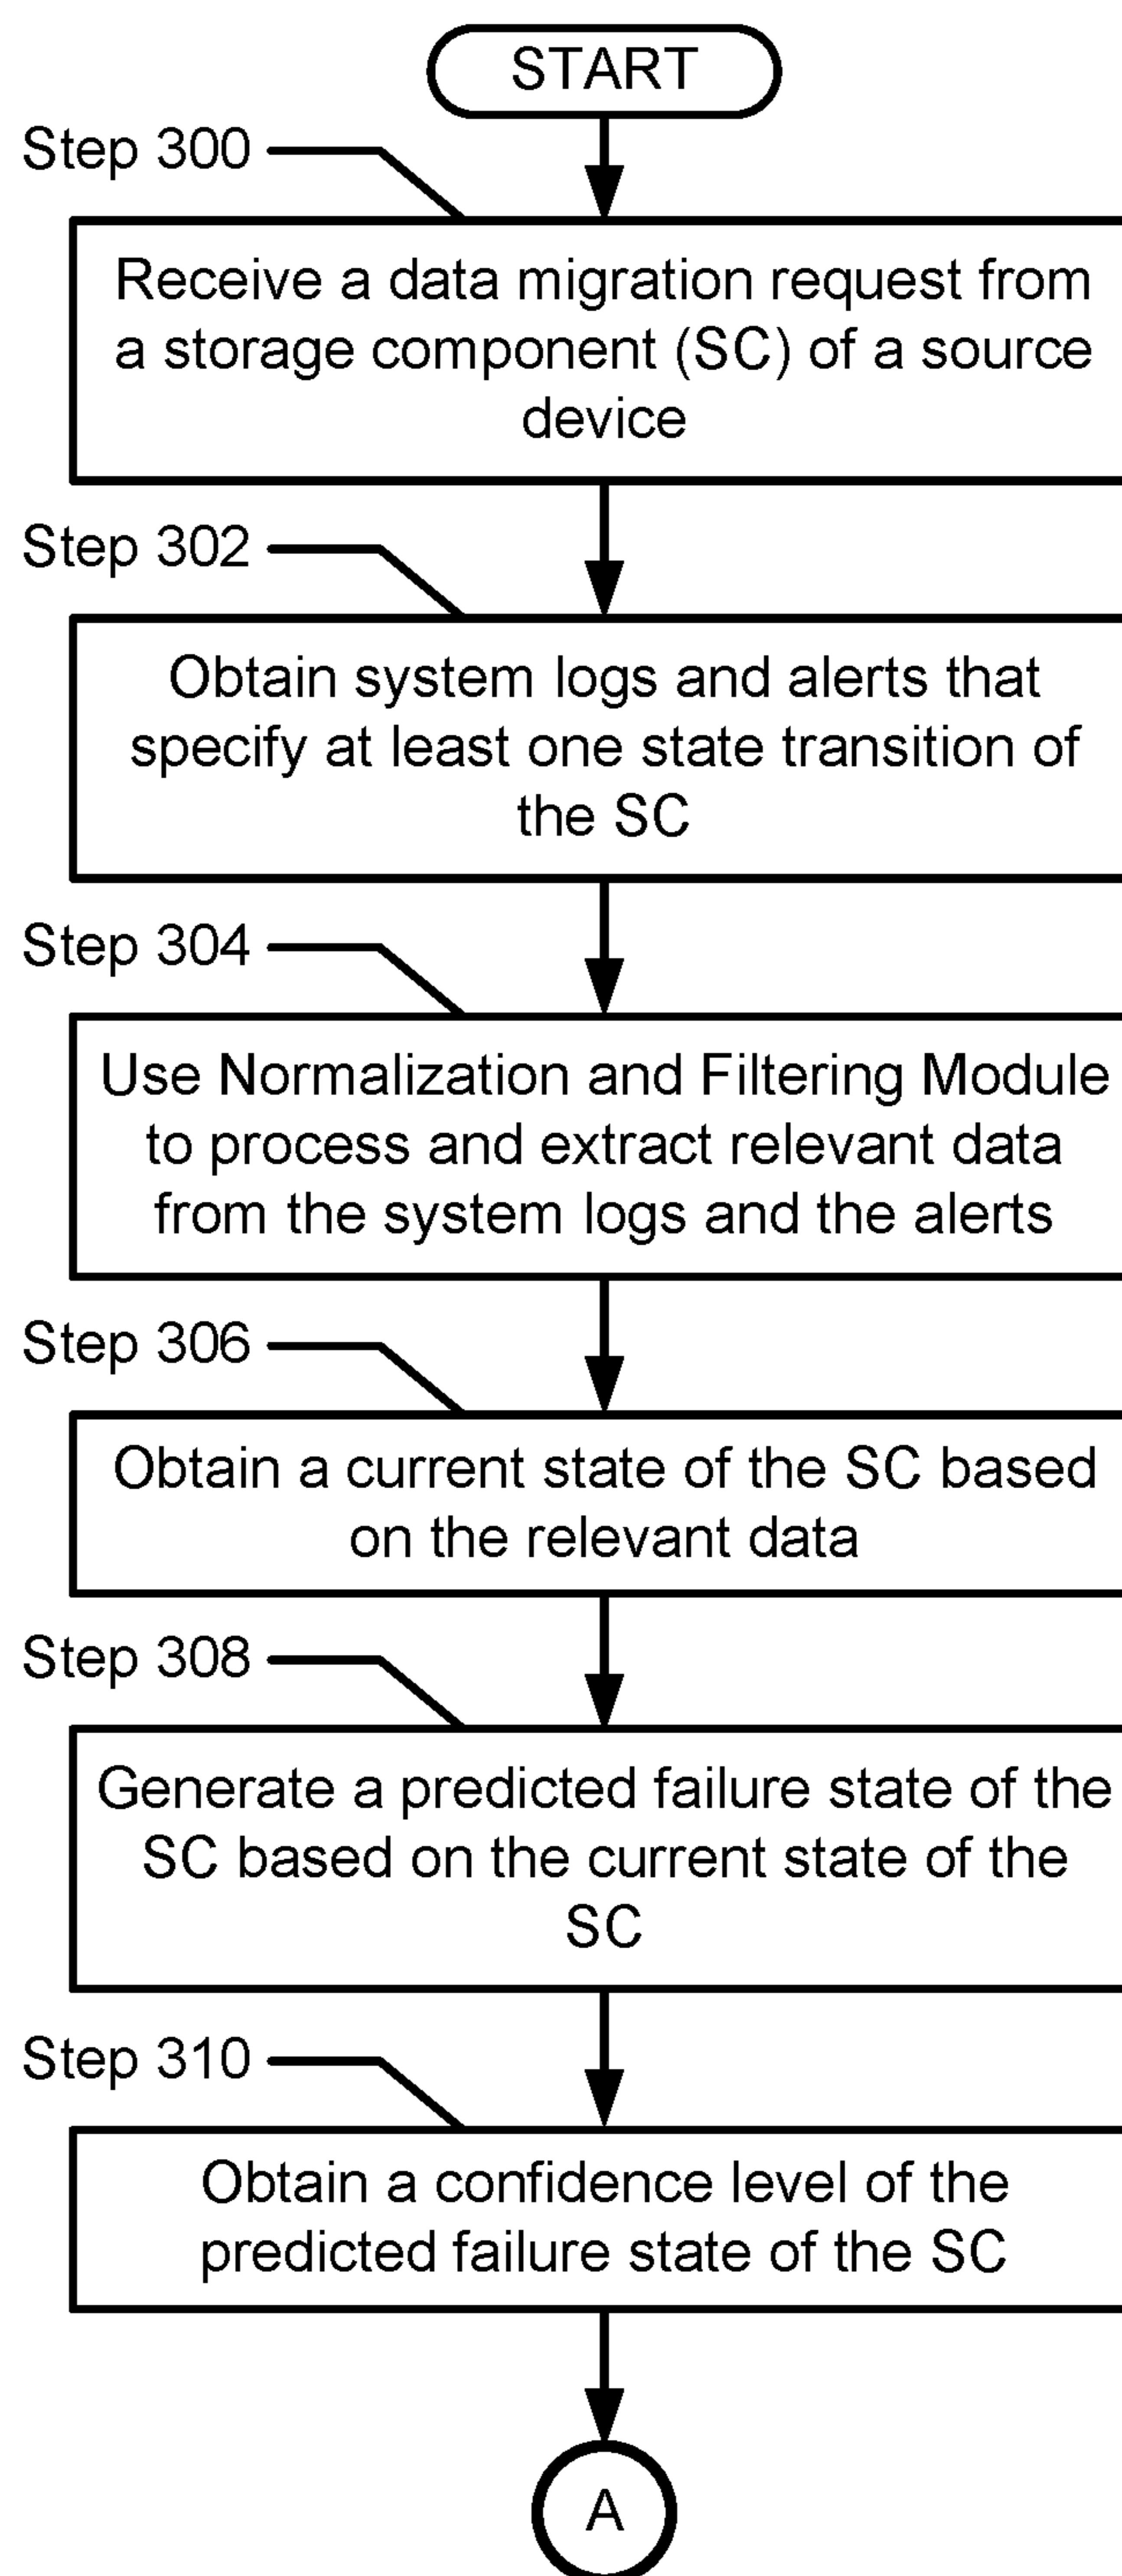 START
Step 300
Receive a data migration request from
a storage component (SC) of a source
device
Step 302
Obtain system logs and alerts that
specify at least one state transition of
the SC
Step 304
Use Normalization and Filtering Module
to process and extract relevant data
from the system logs and the alerts
Step 306
Obtain a current state of the SC based
on the relevant data
Step 308
Generate a predicted failure state of the
SC based on the current state of the
SC
Step 310
Obtain a confidence level of the
predicted failure state of the SC
A